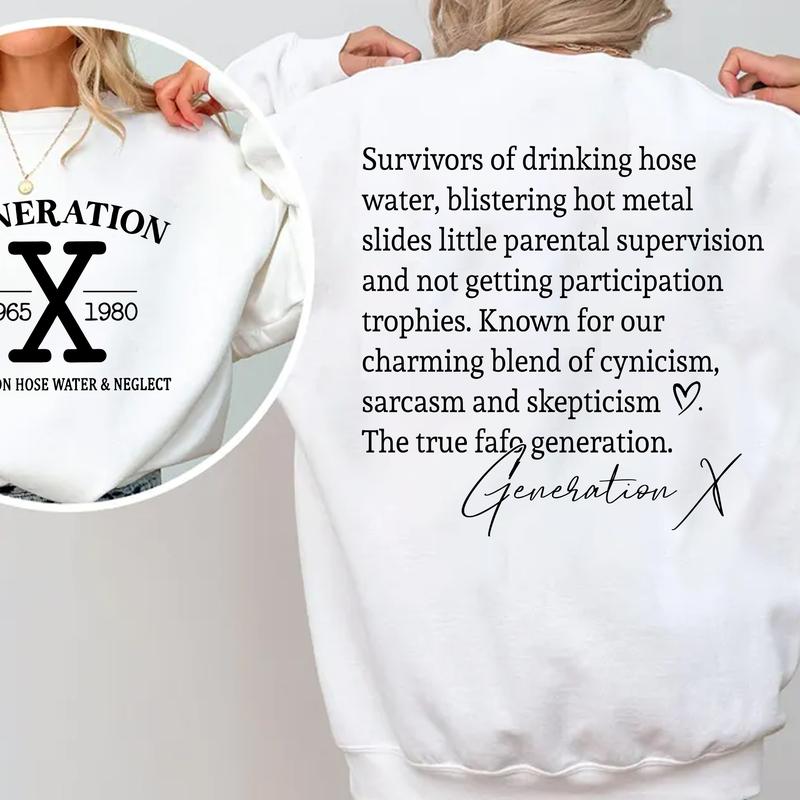 NERATION
X
965 1980
ON HOSE WATER & NEGLECT
Survivors of drinking hose
water, blistering hot metal
slides little parental supervision
and not getting participation
trophies. Known for our
charming blend of cynicism,
sarcasm and skepticism ♡.
The true fafo generation.
Generation X